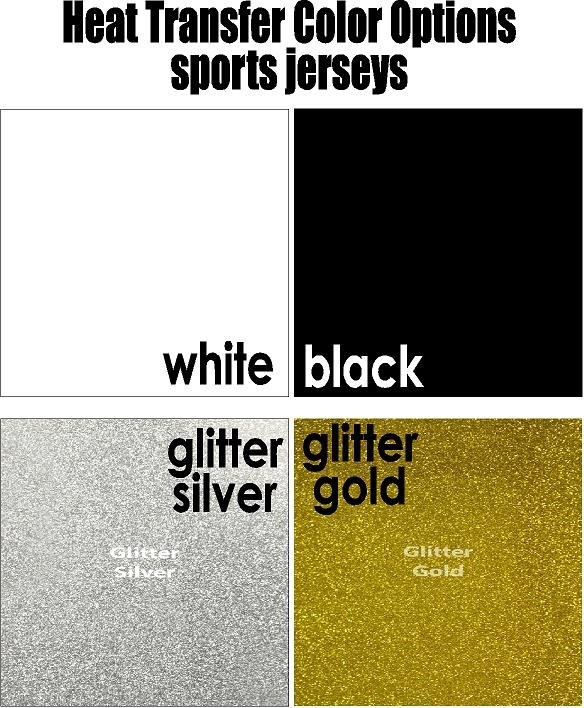 Heat Transfer Color Options
sports jerseys
white
black
glitter
silver
glitter
gold
Glitter
Silver
Glitter
Gold